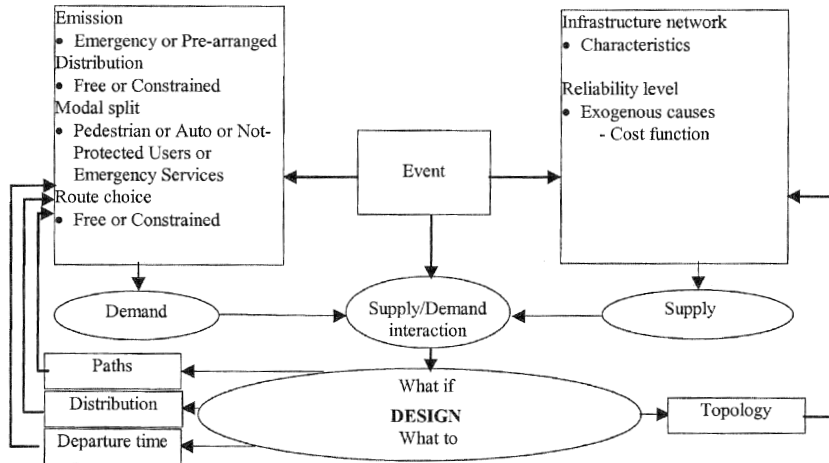 Emission
• Emergency or Pre-arranged
Distribution
• Free or Constrained
Modal split
• Pedestrian or Auto or Not-
Protected Users or
Emergency Services
Route choice
• Free or Constrained
Event
Infrastructure network
• Characteristics
Reliability level
• Exogenous causes
- Cost function
Demand
Supply/Demand
interaction
Supply
Paths
Distribution
Departure time
What if
DESIGN
What to
Topology